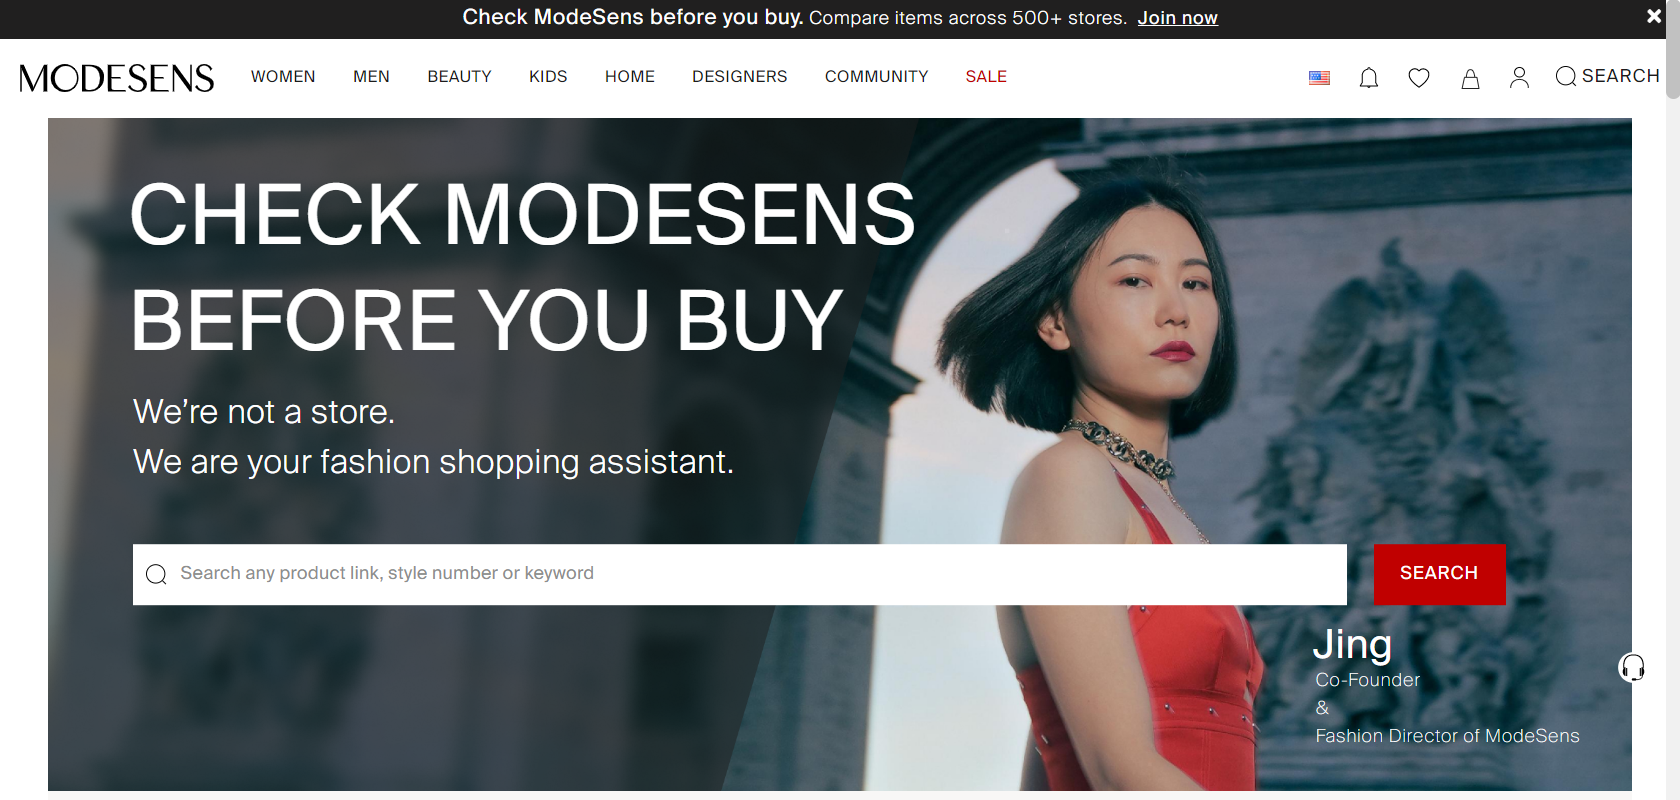 Check ModeSens before you buy. Compare items across 500+ stores. Join now
MODESENS WOMEN MEN BEAUTY KIDS HOME DESIGNERS COMMUNITY SALE SEARCH
CHECK MODESENS
BEFORE YOU BUY
We're not a store.
We are your fashion shopping assistant.
Search any product link, style number or keyword SEARCH
Jing
Co-Founder
&
Fashion Director of ModeSens